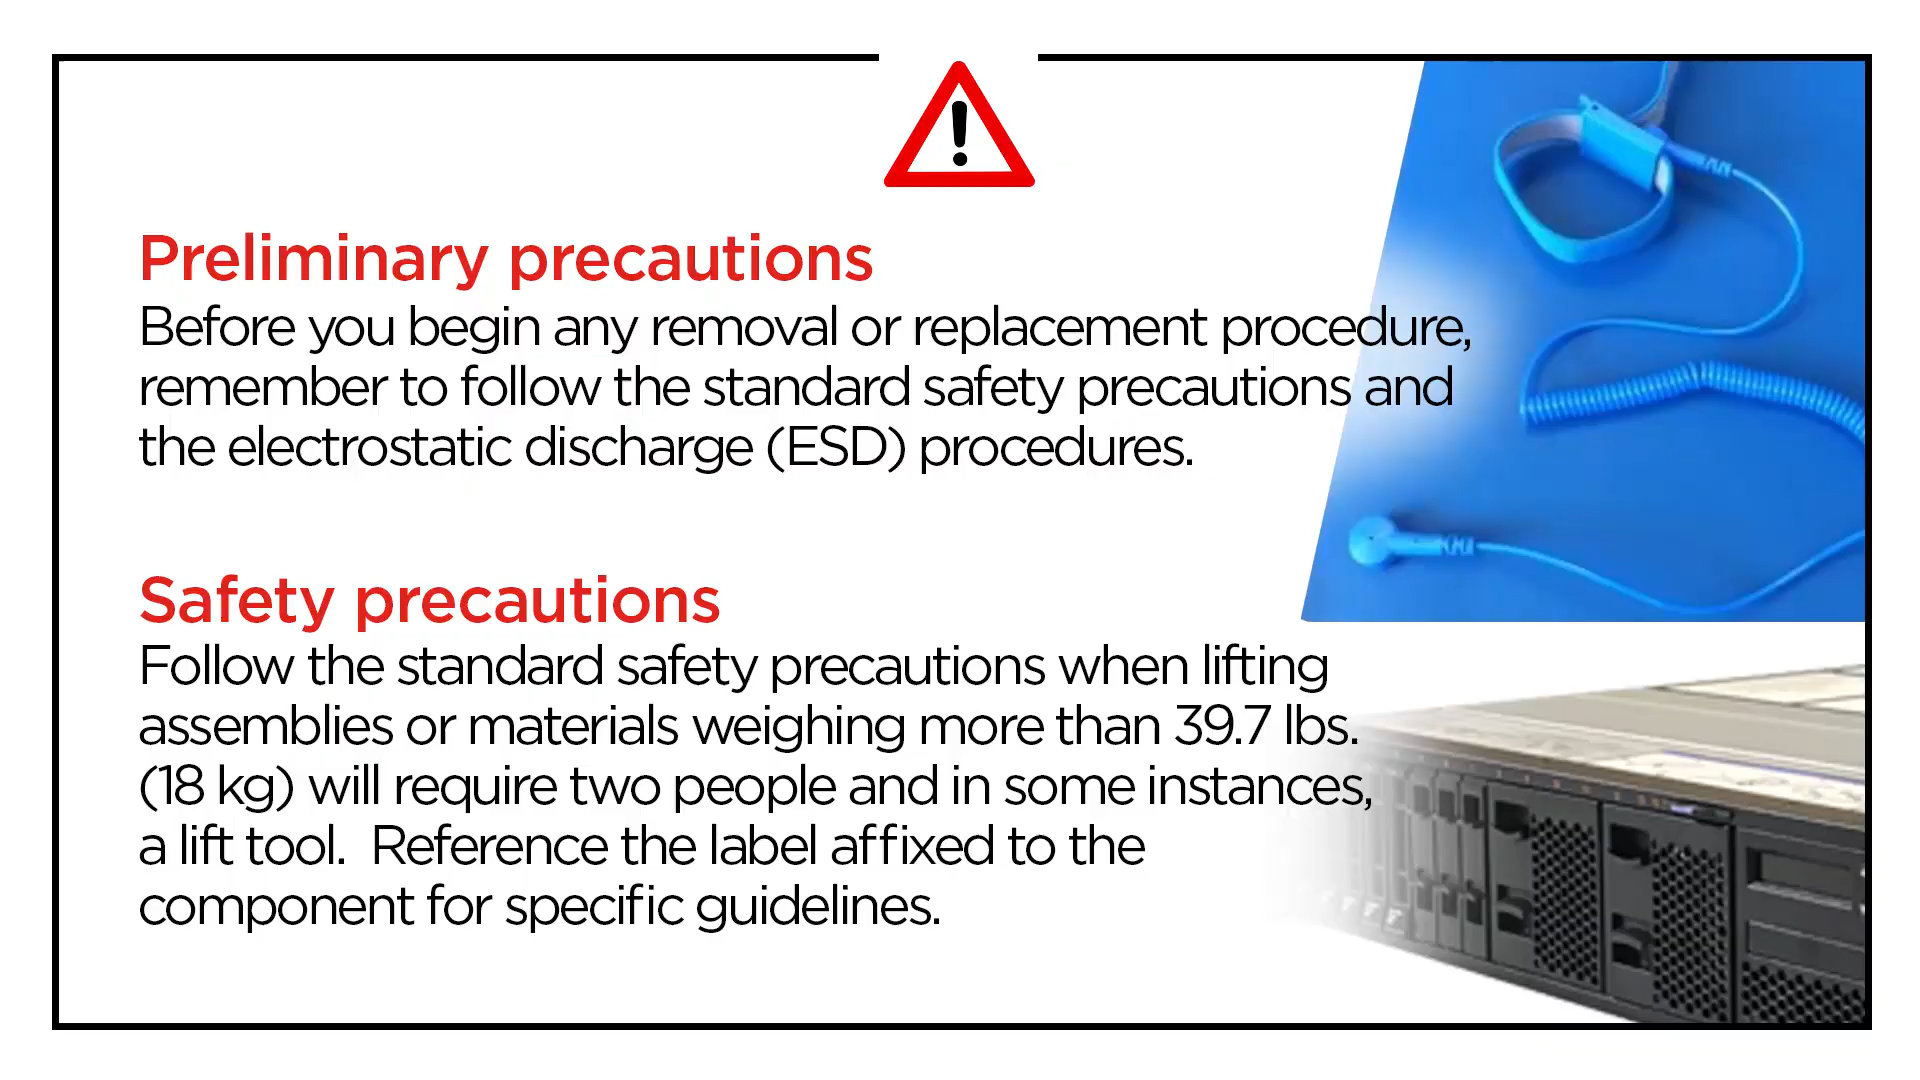 Preliminary precautions
Before you begin any removal or replacement procedure,
remember to follow the standard safety precautions and
the electrostatic discharge (ESD) procedures.
Safety precautions
Follow the standard safety precautions when lifting
assemblies or materials weighing more than 39.7 lbs.
(18 kg) will require two people and in some instances,
a lift tool.  Reference the label affixed to the
component for specific guidelines.